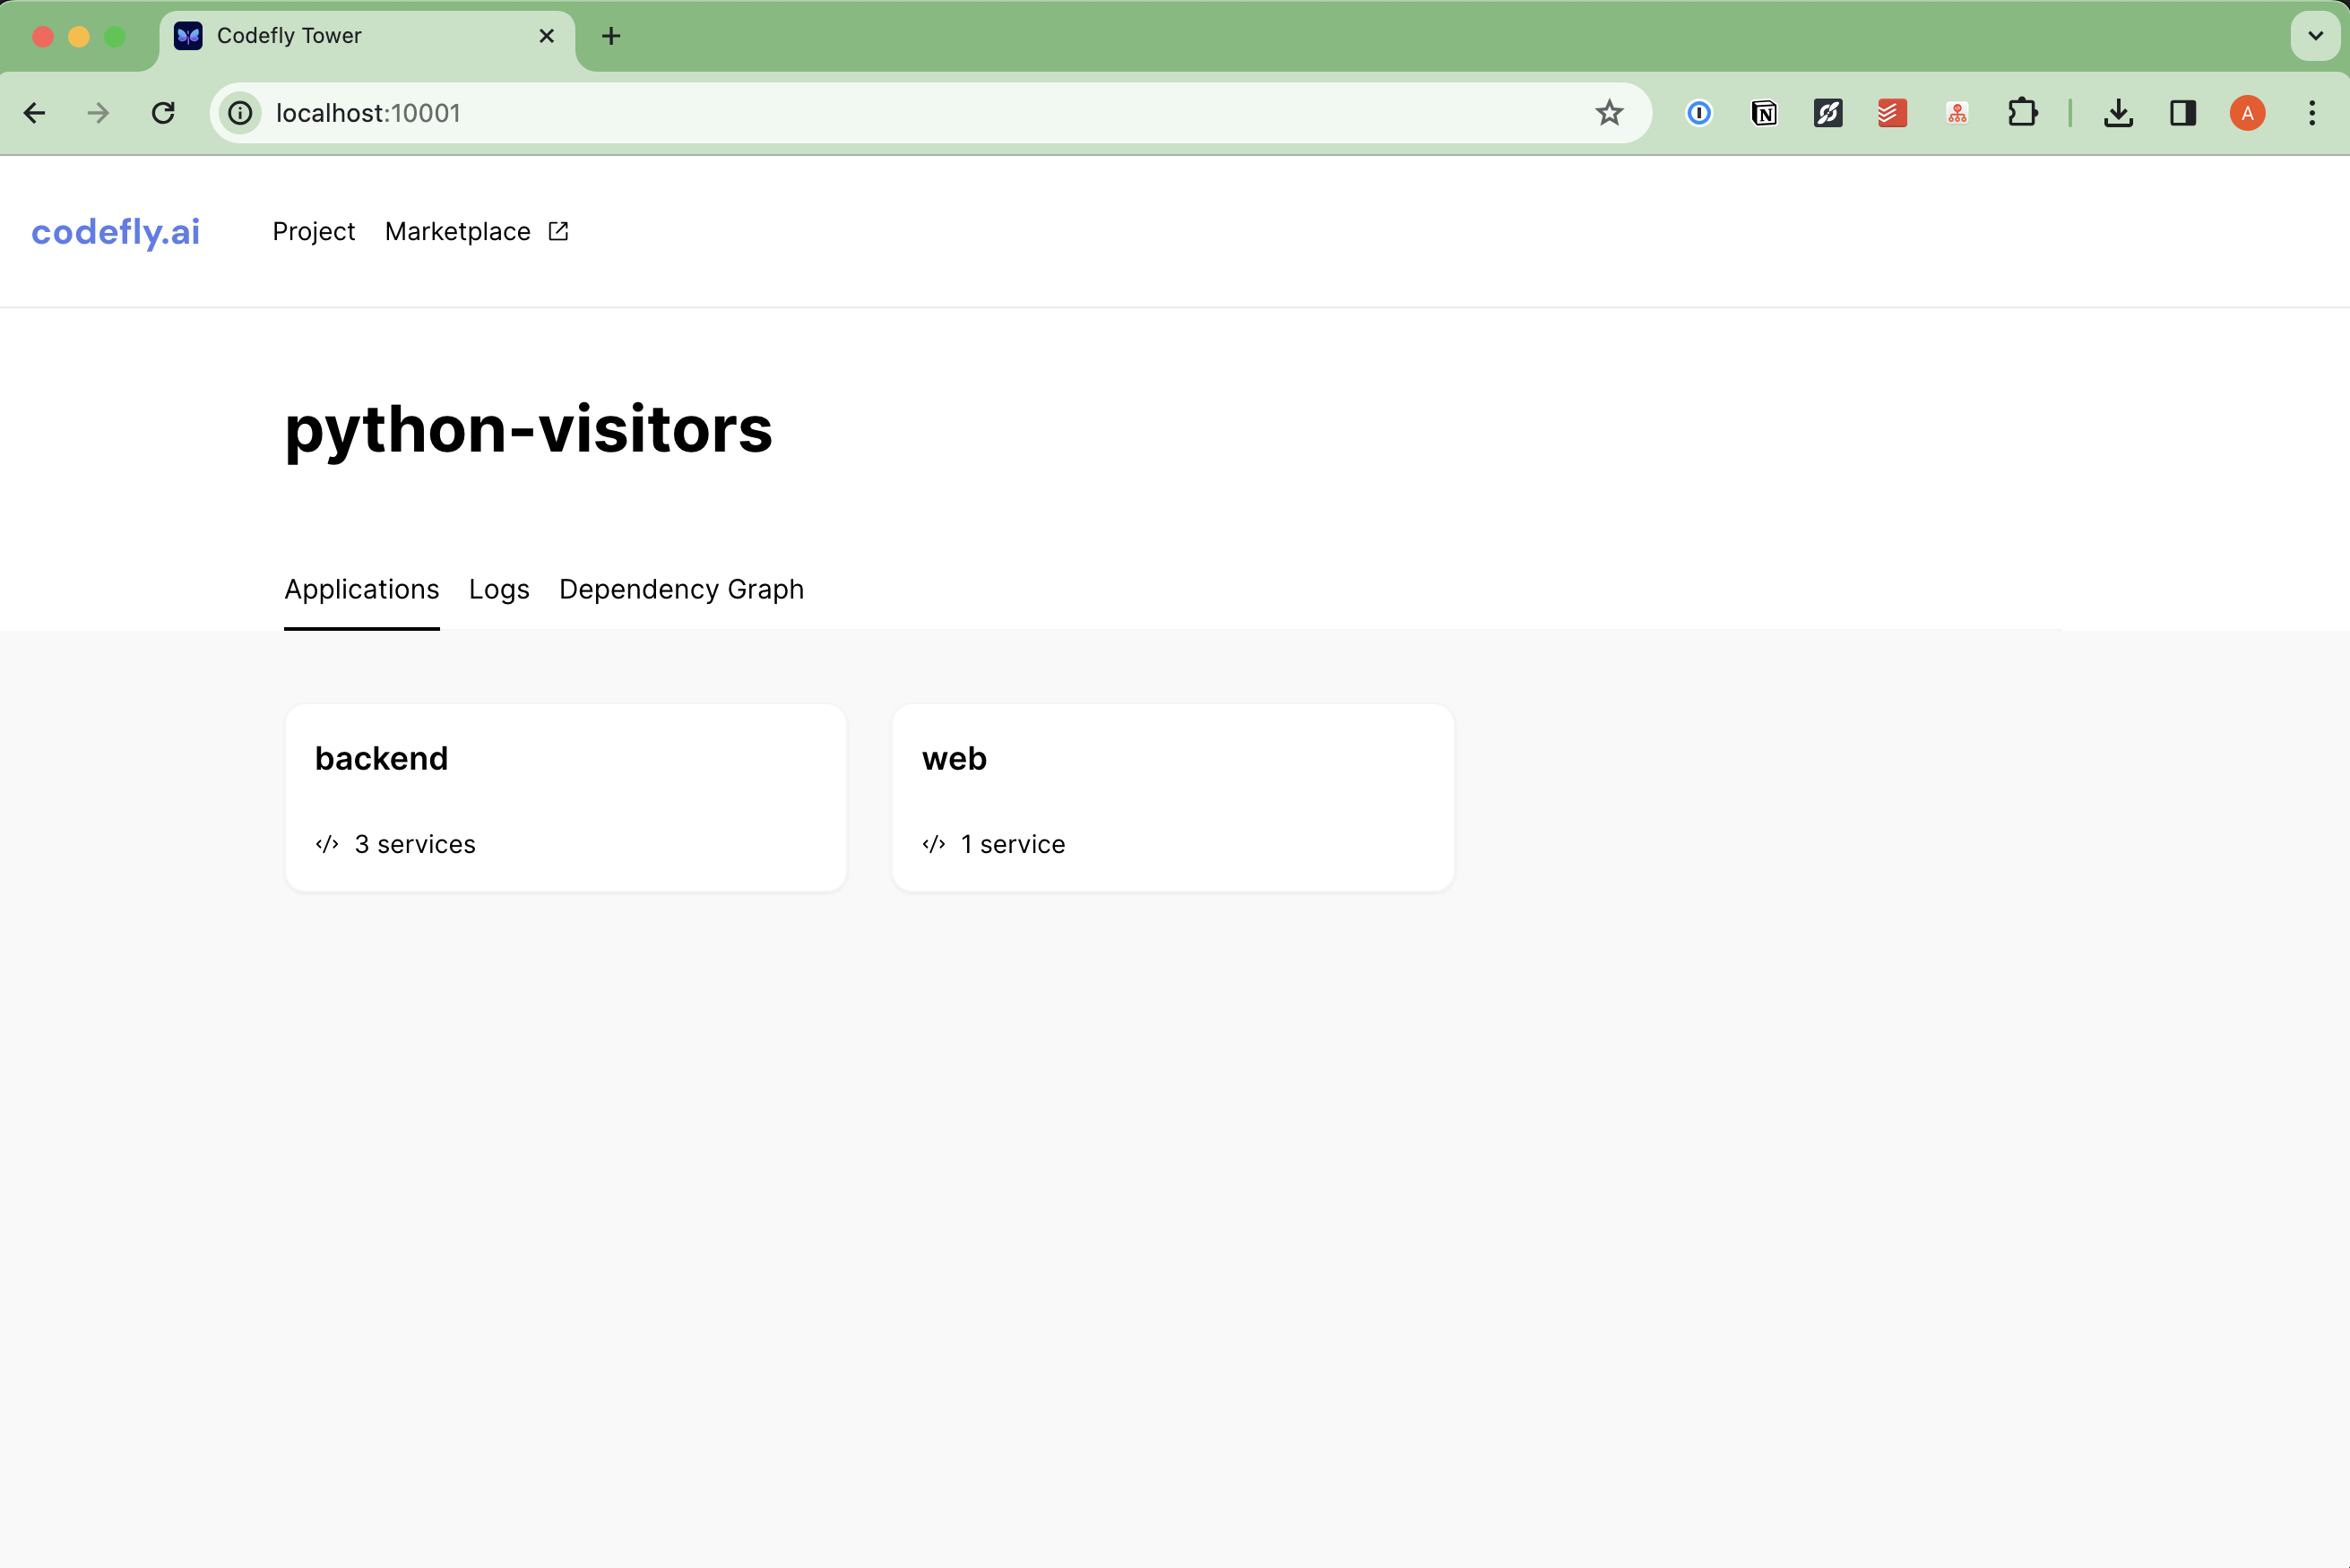 Codefly Tower
localhost:10001
A
codefly.ai
Project Marketplace
python-visitors
Applications Logs Dependency Graph
backend
web
</> 3 services
</> 1 service